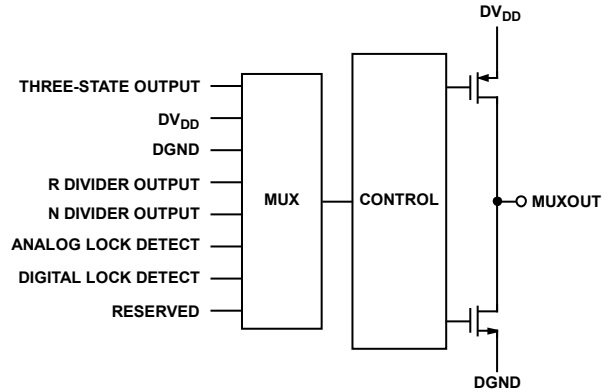 DVDD
THREE-STATE OUTPUT
DVDD
DGND
R DIVIDER OUTPUT
N DIVIDER OUTPUT
ANALOG LOCK DETECT
DIGITAL LOCK DETECT
RESERVED
MUX
CONTROL
MUXOUT
DGND